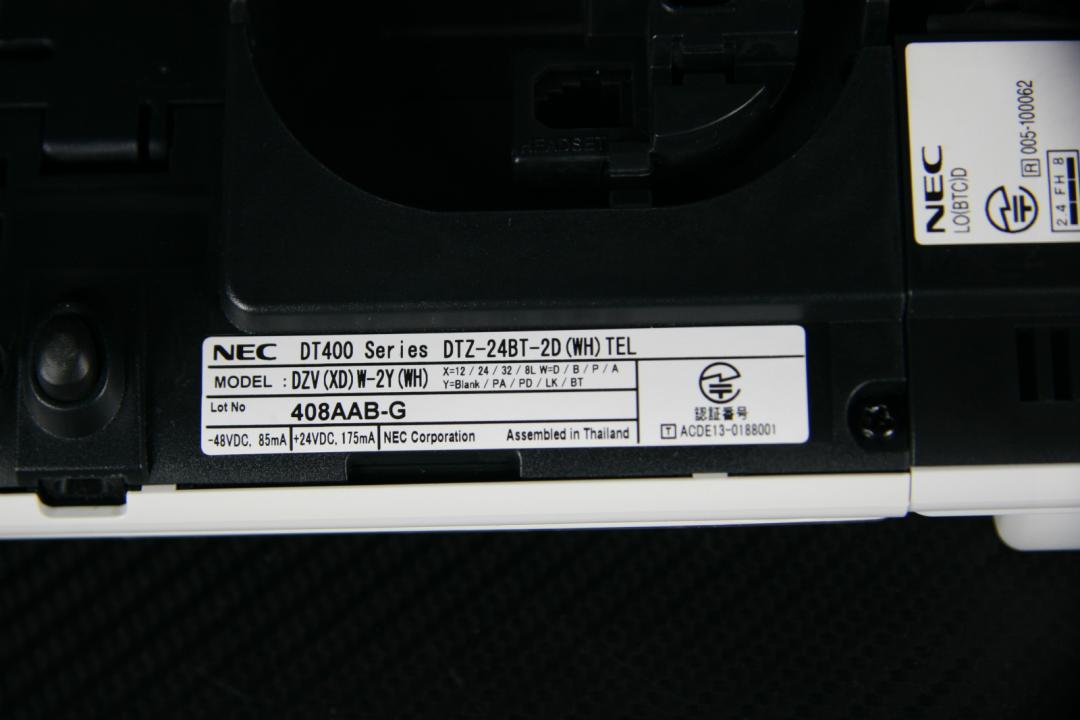 HEADSET
NEC DT400 Series DTZ-24BT-2D(WH)TEL
MODEL : DZV(XD)W-2Y(WH) X=12 / 24 / 32 / 8L W=D / B / P / A
Y=Blank / PA / PD / LK / BT
Lot No 408AAB-G
-48VDC, 85mA +24VDC, 175mA NEC Corporation Assembled in Thailand
認証番号
T ACDE13-0188001
NEC
LO(BTC)D
R 005-100062
2.4 FH 8